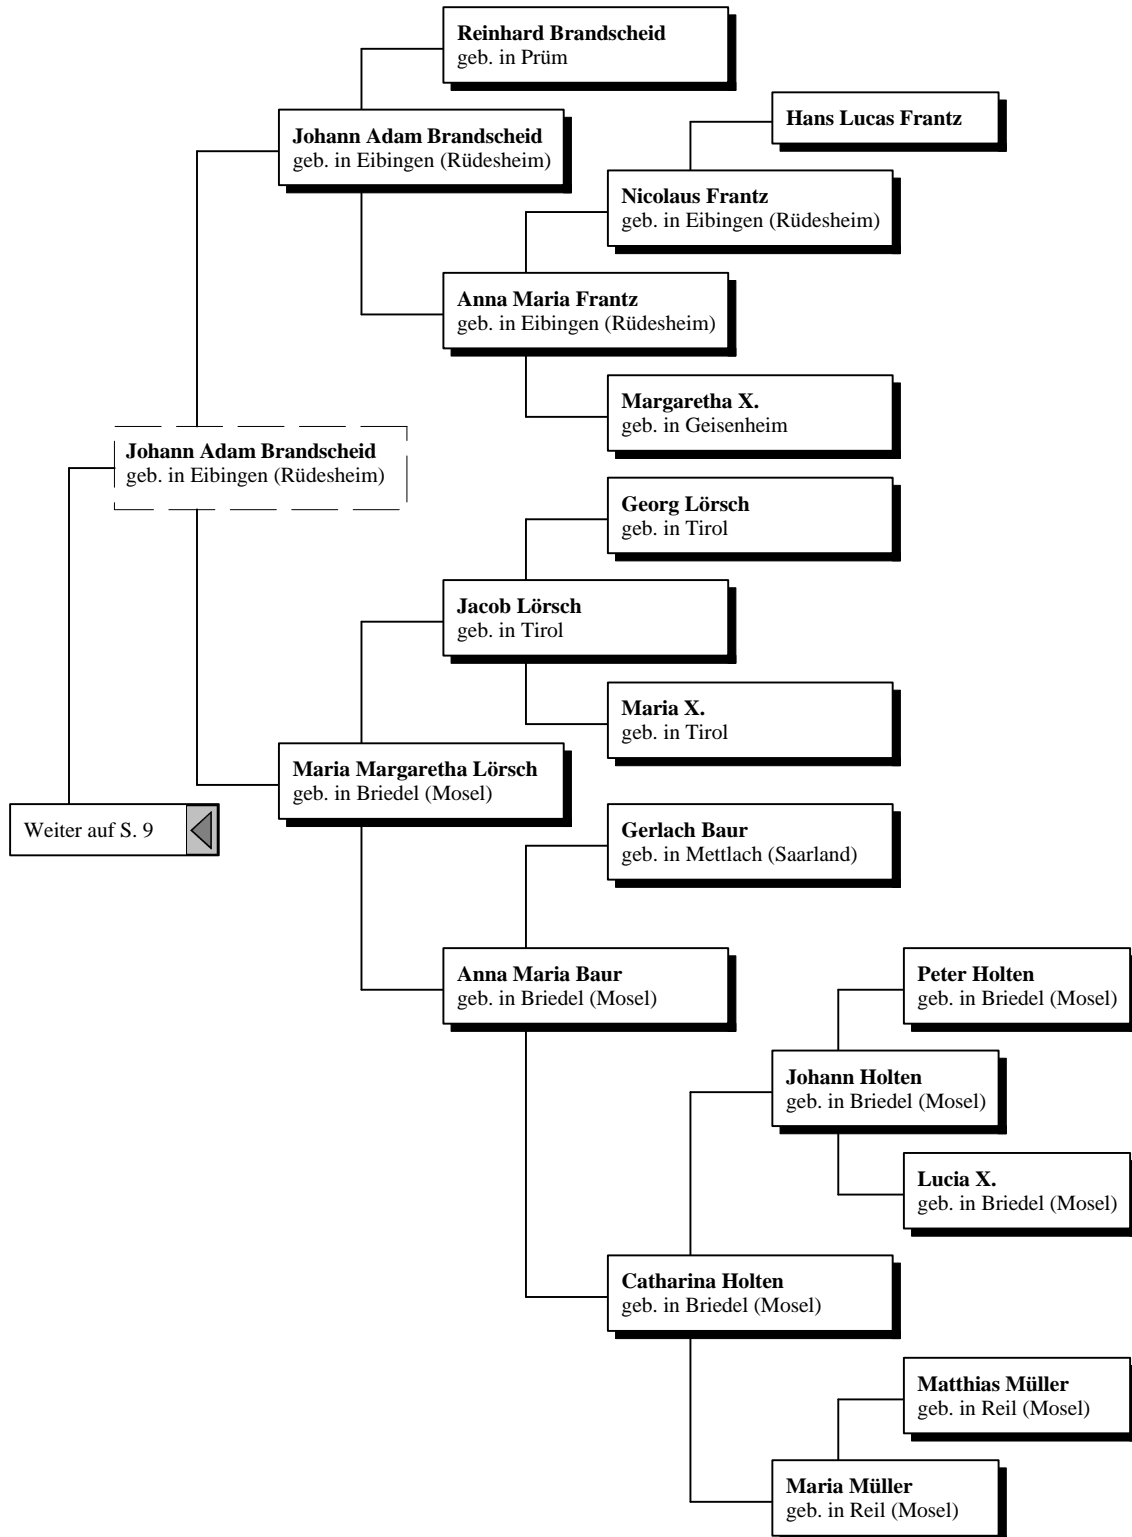 Reinhard Brandscheid
geb. in Prüm
Hans Lucas Frantz
Johann Adam Brandscheid
geb. in Eibingen (Rüdesheim)
Nicolaus Frantz
geb. in Eibingen (Rüdesheim)
Anna Maria Frantz
geb. in Eibingen (Rüdesheim)
Margaretha X.
geb. in Geisenheim
Johann Adam Brandscheid
geb. in Eibingen (Rüdesheim)
Georg Lörsch
geb. in Tirol
Jacob Lörsch
geb. in Tirol
Maria X.
geb. in Tirol
Maria Margaretha Lörsch
geb. in Briedel (Mosel)
Weiter auf S. 9
Gerlach Baur
geb. in Mettlach (Saarland)
Anna Maria Baur
geb. in Briedel (Mosel)
Peter Holten
geb. in Briedel (Mosel)
Johann Holten
geb. in Briedel (Mosel)
Lucia X.
geb. in Briedel (Mosel)
Catharina Holten
geb. in Briedel (Mosel)
Matthias Müller
geb. in Reil (Mosel)
Maria Müller
geb. in Reil (Mosel)